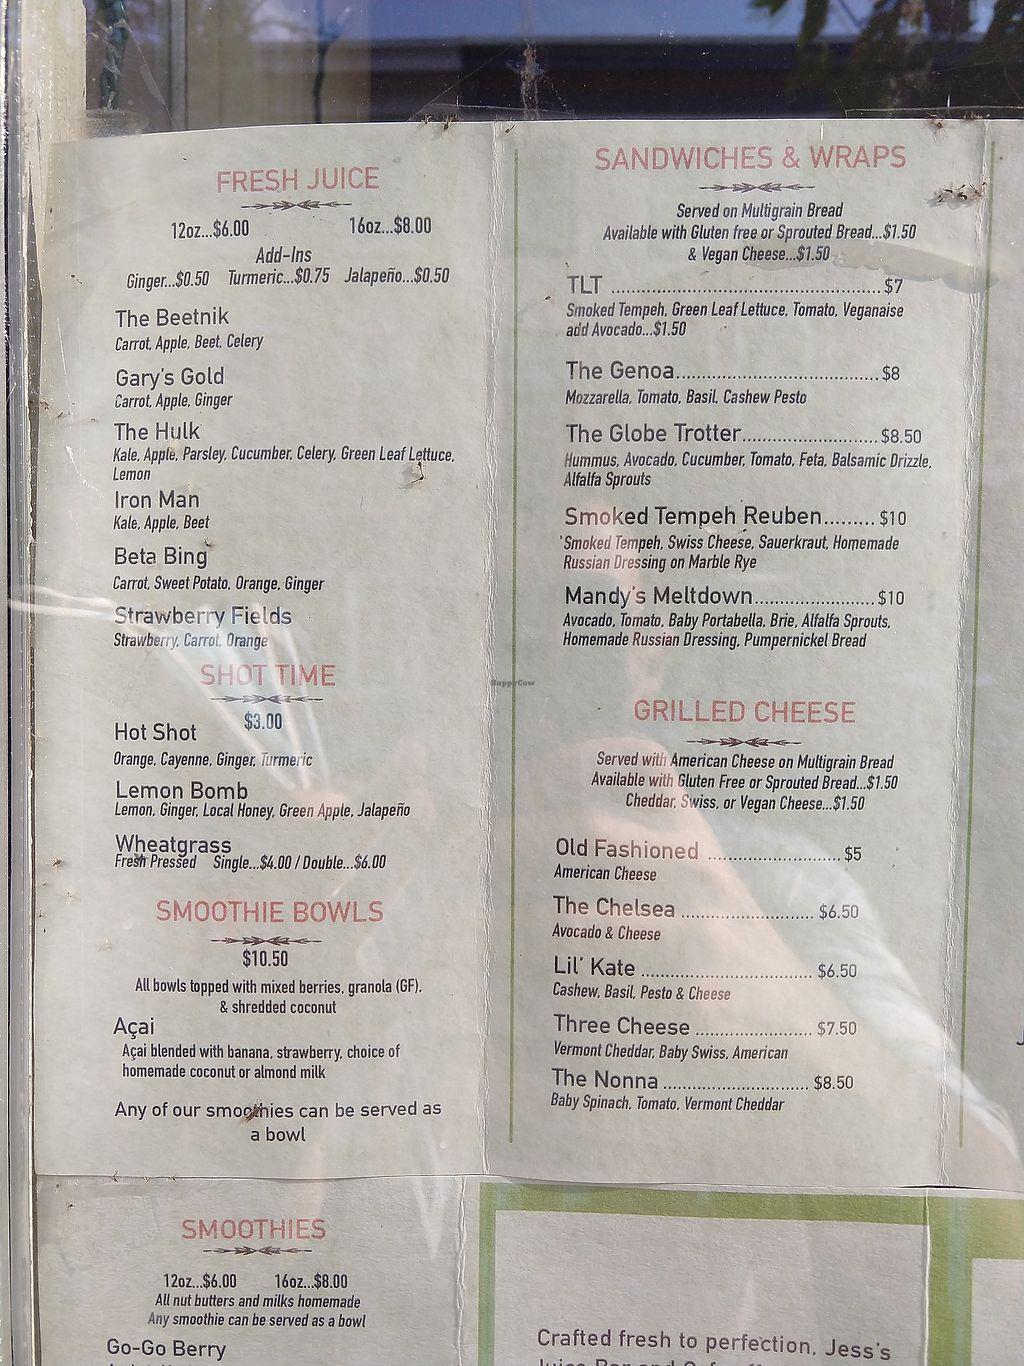 FRESH JUICE
12oz...$6.00 16oz...$8.00
Add-Ins
Ginger...$0.50 Turmeric...$0.75 Jalapeño...$0.50
The Beetnik
Carrot, Apple, Beet, Celery
Gary's Gold
Carrot, Apple, Ginger
The Hulk
Kale, Apple, Parsley, Cucumber, Celery, Green Leaf Lettuce,
Lemon
Iron Man
Kale, Apple, Beet
Beta Bing
Carrot, Sweet Potato, Orange, Ginger
Strawberry Fields
Strawberry, Carrot, Orange
SHOT TIME
$3.00
Hot Shot
Orange, Cayenne, Ginger, Turmeric
Lemon Bomb
Lemon, Ginger, Local Honey, Green Apple, Jalapeño
Wheatgrass
Fresh Pressed Single...$4.00 / Double...$6.00
SMOOTHIE BOWLS
$10.50
All bowls topped with mixed berries, granola (GF),
& shredded coconut
Açai
Açai blended with banana, strawberry, choice of
homemade coconut or almond milk
Any of our smoothies can be served as
a bowl
SMOOTHIES
12oz...$6.00 16oz...$8.00
All nut butters and milks homemade
Any smoothie can be served as a bowl
Go-Go Berry
SANDWICHES & WRAPS
Served on Multigrain Bread
Available with Gluten free or Sprouted Bread...$1.50
& Vegan Cheese...$1.50
TLT ........ $7
Smoked Tempeh, Green Leaf Lettuce, Tomato, Veganaise
add Avocado...$1.50
The Genoa........ $8
Mozzarella, Tomato, Basil, Cashew Pesto
The Globe Trotter........ $8.50
Hummus, Avocado, Cucumber, Tomato, Feta, Balsamic Drizzle,
Alfalfa Sprouts
Smoked Tempeh Reuben......... $10
Smoked Tempeh, Swiss Cheese, Sauerkraut, Homemade
Russian Dressing on Marble Rye
Mandy's Meltdown........ $10
Avocado, Tomato, Baby Portabella, Brie, Alfalfa Sprouts,
Homemade Russian Dressing, Pumpernickel Bread
HappyCow
GRILLED CHEESE
Served with American Cheese on Multigrain Bread
Available with Gluten Free or Sprouted Bread...$1.50
Cheddar, Swiss, or Vegan Cheese...$1.50
Old Fashioned ........ $5
American Cheese
The Chelsea ........ $6.50
Avocado & Cheese
Lil' Kate ........ $6.50
Cashew, Basil, Pesto & Cheese
Three Cheese ........ $7.50
Vermont Cheddar, Baby Swiss, American
The Nonna ........ $8.50
Baby Spinach, Tomato, Vermont Cheddar
Crafted fresh to perfection, Jess's